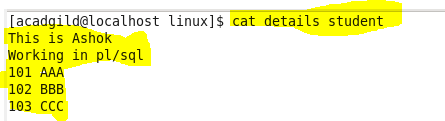 [acadgild@localhost linux]$ cat details student
This is Ashok
Working in pl/sql
101 AAA
102 BBB
103 CCC